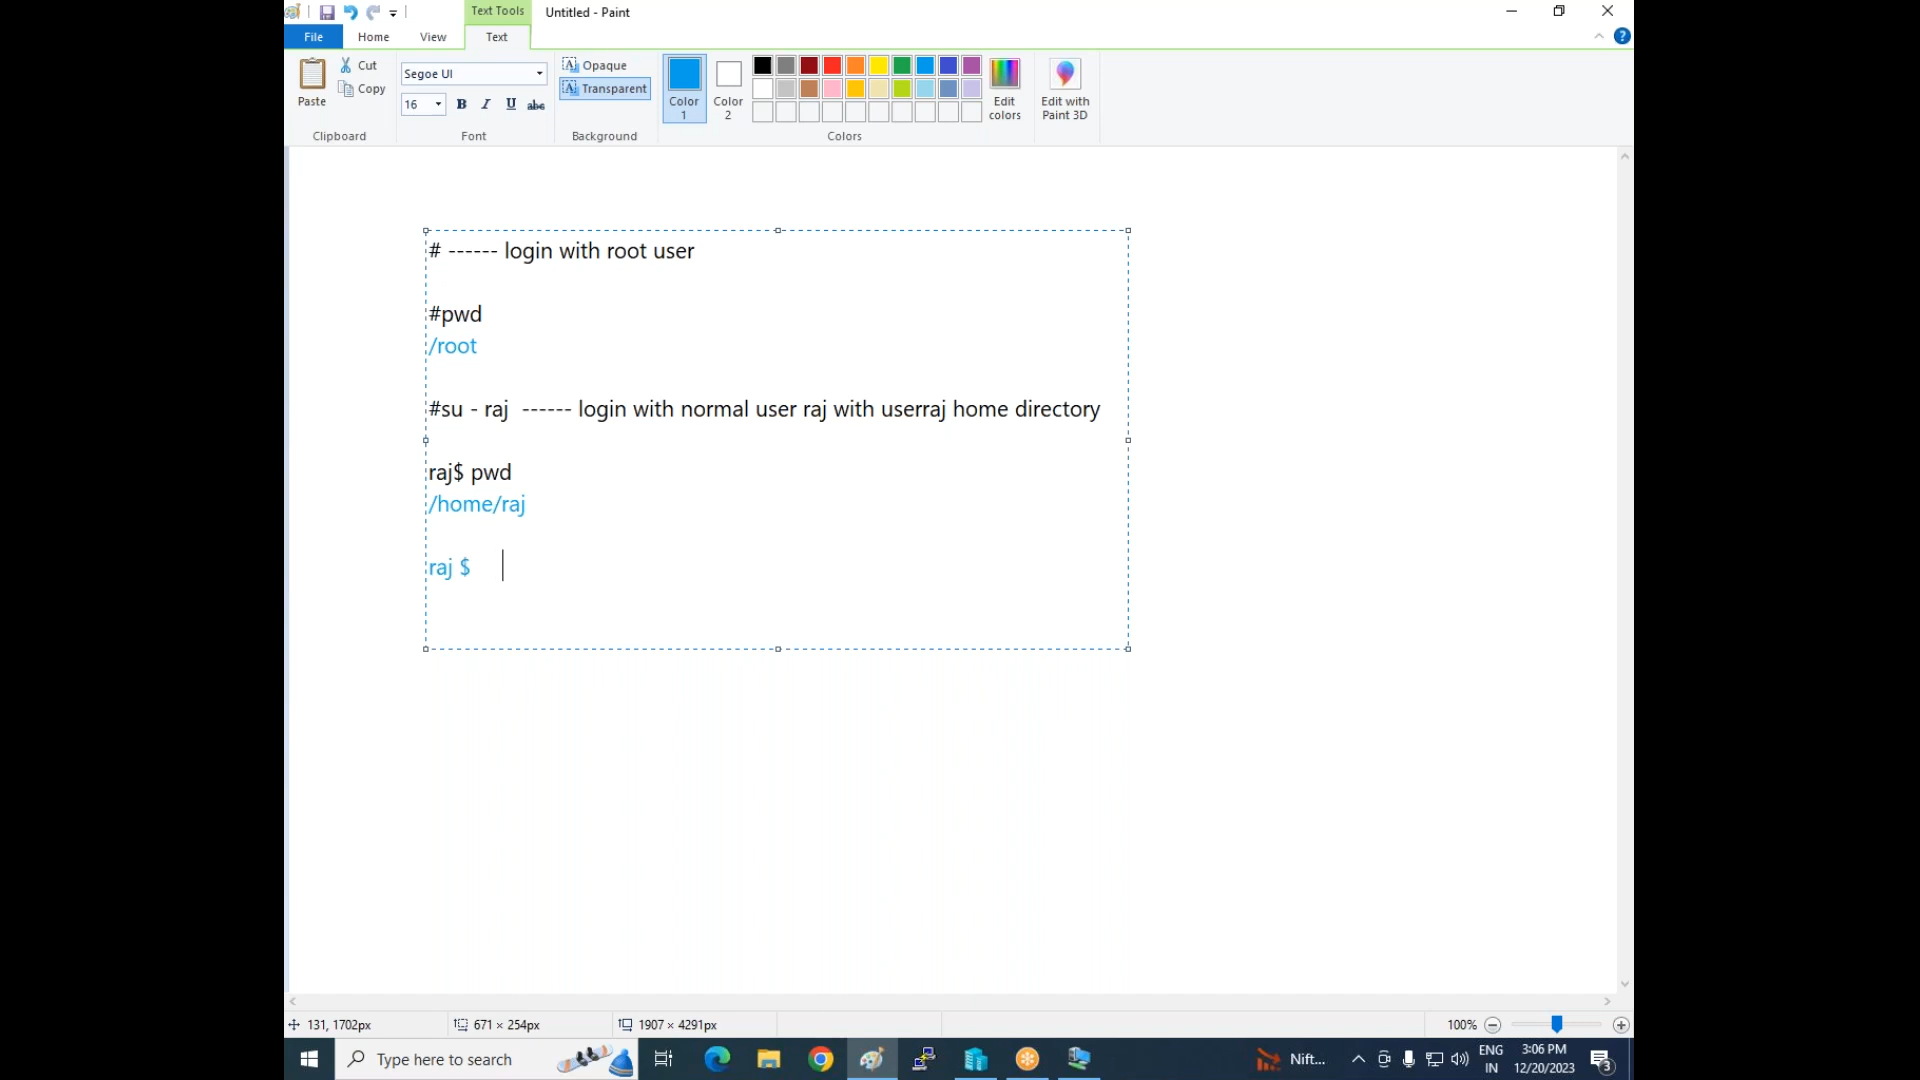 Text Tools
Untitled - Paint
File
Home
View
Text
Paste
Cut
Copy
Clipboard
Segoe UI
16
B I U abc
Font
Opaque
Transparent
Background
Color 1
Color 2
Colors
Edit colors
Edit with Paint 3D
?
# ------ login with root user
#pwd
/root
#su - raj ------ login with normal user raj with userraj home directory
raj$ pwd
/home/raj
raj $
131, 1702px
671 × 254px
1907 × 4291px
100%
Type here to search
Nift...
ENG
IN
3:06 PM
12/20/2023
3